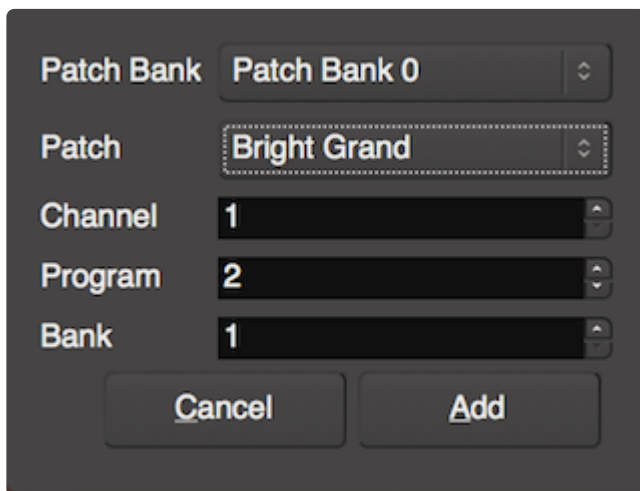 Patch Bank Patch Bank 0
Patch Bright Grand
Channel 1
Program 2
Bank 1
Cancel Add